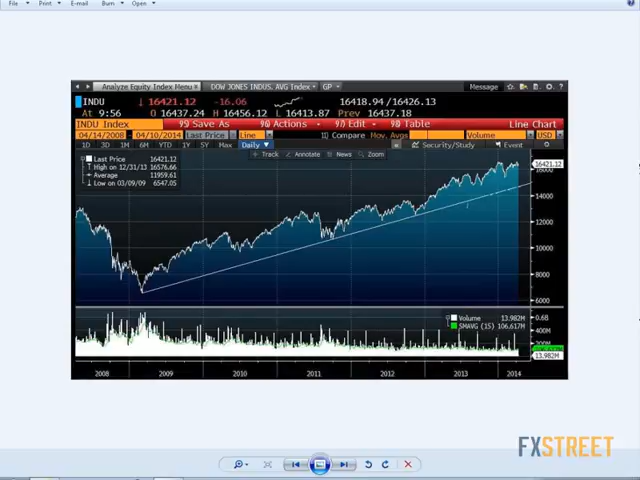 File Print E-mail Burn Open
Analyze Equity Index Menu DOW JONES INDUS. AVG Index GP Message
INDU ↓ 16421.12 -16.06 16418.94/16426.13
At 9:56 O 16437.24 H 16456.12 L 16413.87 Prev 16437.18
INDU Index 99 Save As 98 Actions 90 Edit 80 Table Line Chart
04/14/2008 - 04/10/2014 Last Price Line Mov. Avgs Volume USD
1) Compare
1D 3D 1M 6M YTD 1Y 5Y Max Daily ▼ « Security/Study Event
+ Track Annotate News Zoom
Last Price 16421.12
High on 12/31/13 16576.66
Average 11959.61
Low on 03/09/09 6547.05
16421.12
16000
14000
12000
10000
8000
6000
Volume 13.982M
SMAVG (15) 106.617M
0.6B
400M
13.982M
2008 2009 2010 2011 2012 2013 2014
FXSTREET